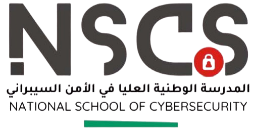 NSCS
المدرسة الوطنية العليا في الأمن السيبراني
NATIONAL SCHOOL OF CYBERSECURITY